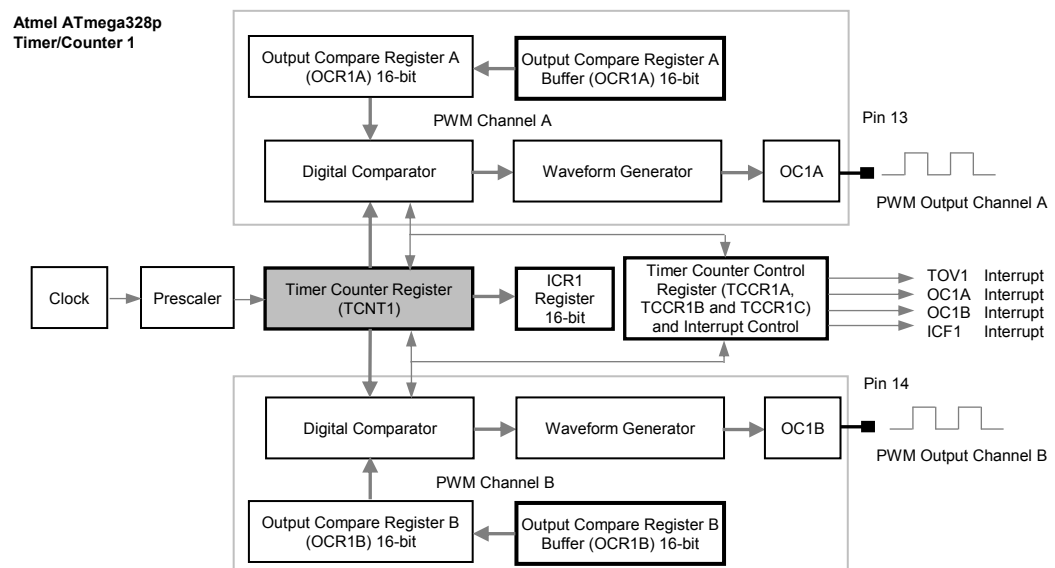 Atmel ATmega328p
Timer/Counter 1
Output Compare Register A
(OCR1A) 16-bit
Output Compare Register A
Buffer (OCR1A) 16-bit
PWM Channel A
Pin 13
Digital Comparator
Waveform Generator
OC1A
PWM Output Channel A
Clock
Prescaler
Timer Counter Register
(TCNT1)
ICR1
Register
16-bit
Timer Counter Control
Register (TCCR1A,
TCCR1B and TCCR1C)
and Interrupt Control
TOV1 Interrupt
OC1A Interrupt
OC1B Interrupt
ICF1 Interrupt
Pin 14
Digital Comparator
Waveform Generator
OC1B
PWM Output Channel B
PWM Channel B
Output Compare Register B
(OCR1B) 16-bit
Output Compare Register B
Buffer (OCR1B) 16-bit